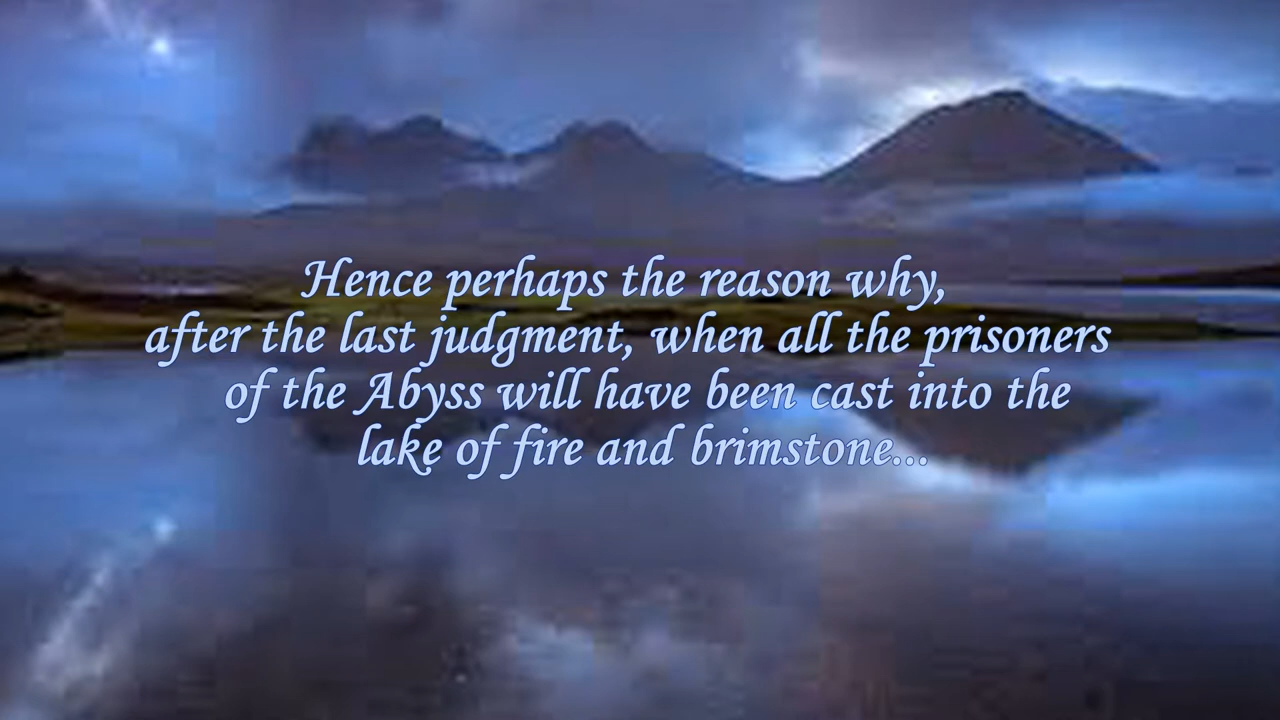 Hence perhaps the reason why,
after the last judgment, when all the prisoners
of the Abyss will have been cast into the
lake of fire and brimstone...